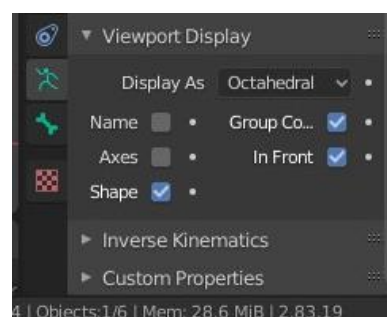 Viewport Display
Display As Octahedral
Name Group Co...
Axes In Front
Shape
Inverse Kinematics
Custom Properties
4 | Objects:1/6 | Mem: 28.6 MiB | 2.83.19